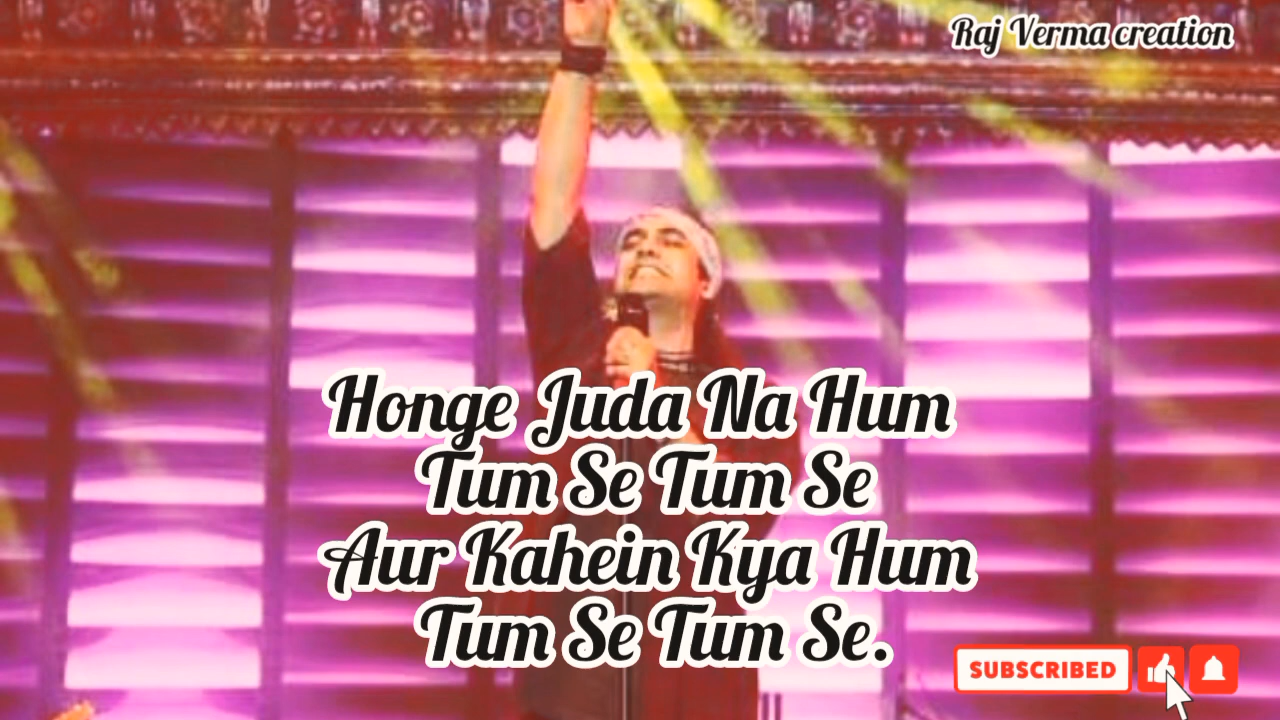 Raj Verma creation
Honge Juda Na Hum
Tum Se Tum Se
Aur Kahein Kya Hum
Tum Se Tum Se.
SUBSCRIBED